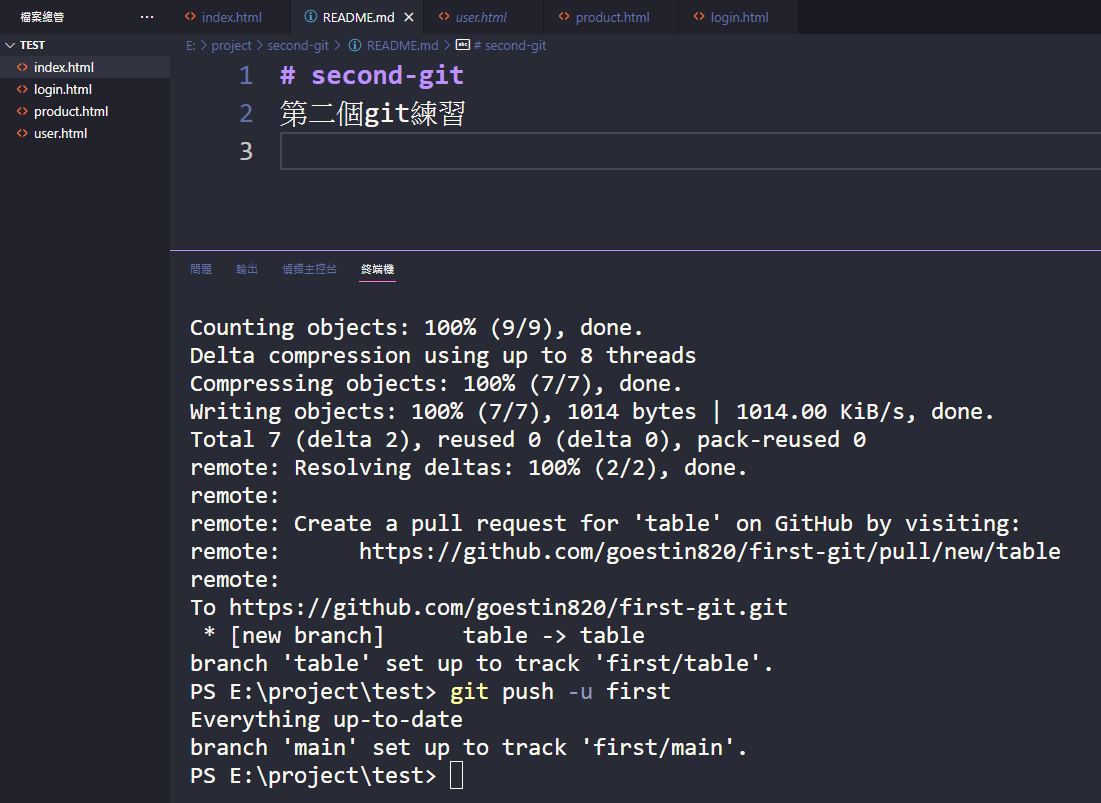 檔案總管 ···
index.html README.md × user.html product.html login.html
TEST
index.html
login.html
product.html
user.html
E: > project > second-git > README.md > # second-git
1 # second-git
2 第二個git練習
3
問題 輸出 偵錯主控台 終端機
Counting objects: 100% (9/9), done.
Delta compression using up to 8 threads
Compressing objects: 100% (7/7), done.
Writing objects: 100% (7/7), 1014 bytes | 1014.00 KiB/s, done.
Total 7 (delta 2), reused 0 (delta 0), pack-reused 0
remote: Resolving deltas: 100% (2/2), done.
remote:
remote: Create a pull request for 'table' on GitHub by visiting:
remote:      https://github.com/goestin820/first-git/pull/new/table
remote:
To https://github.com/goestin820/first-git.git
 * [new branch]      table -> table
branch 'table' set up to track 'first/table'.
PS E:\project\test> git push -u first
Everything up-to-date
branch 'main' set up to track 'first/main'.
PS E:\project\test>